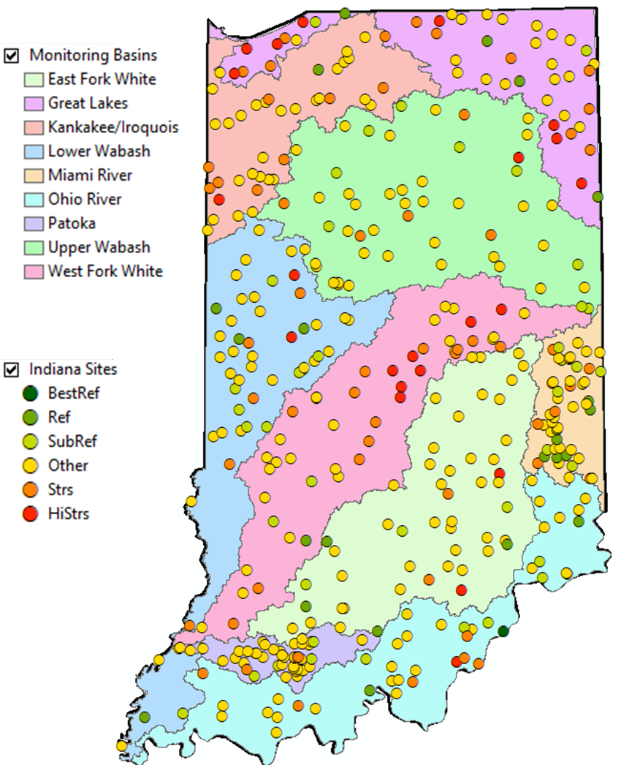 Monitoring Basins
East Fork White
Great Lakes
Kankakee/Iroquois
Lower Wabash
Miami River
Ohio River
Patoka
Upper Wabash
West Fork White
Indiana Sites
BestRef
Ref
SubRef
Other
Strs
HiStrs